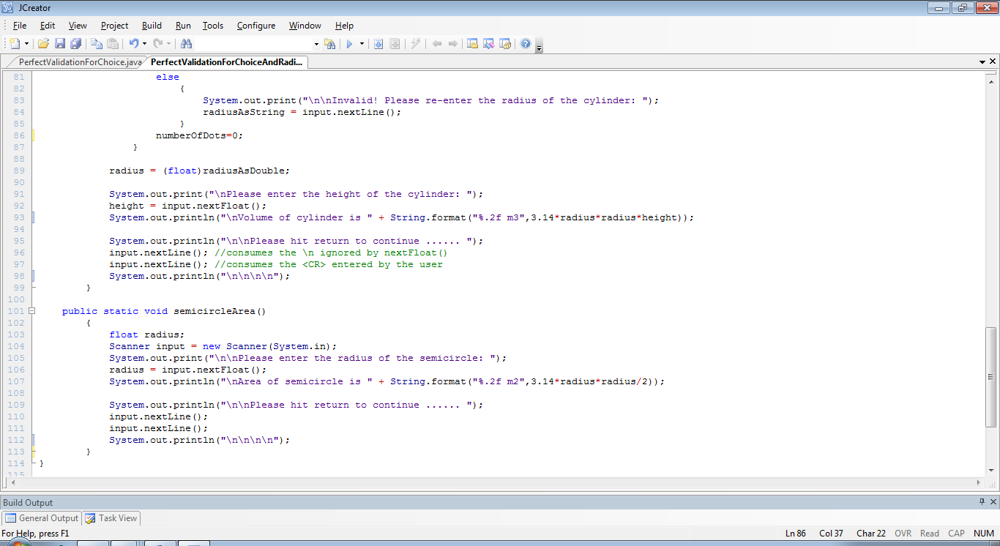 JCreator
File Edit View Project Build Run Tools Configure Window Help
PerfectValidationForChoice.java PerfectValidationForChoiceAndRadi...
81 else
82 {
83 System.out.print("\n\nInvalid! Please re-enter the radius of the cylinder: ");
84 radiusAsString = input.nextLine();
85 }
86 numberOfDots=0;
87 }
88
89 radius = (float)radiusAsDouble;
90
91 System.out.print("\nPlease enter the height of the cylinder: ");
92 height = input.nextFloat();
93 System.out.println("\nVolume of cylinder is " + String.format("%.2f m3",3.14*radius*radius*height));
94
95 System.out.println("\n\nPlease hit return to continue ...... ");
96 input.nextLine(); //consumes the \n ignored by nextFloat()
97 input.nextLine(); //consumes the <CR> entered by the user
98 System.out.println("\n\n\n\n");
99 }
100
101 public static void semicircleArea()
102 {
103 float radius;
104 Scanner input = new Scanner(System.in);
105 System.out.print("\n\nPlease enter the radius of the semicircle: ");
106 radius = input.nextFloat();
107 System.out.println("\nArea of semicircle is " + String.format("%.2f m2",3.14*radius*radius/2));
108
109 System.out.println("\n\nPlease hit return to continue ...... ");
110 input.nextLine();
111 input.nextLine();
112 System.out.println("\n\n\n\n");
113 }
114 }
115
Build Output
General Output Task View
For Help, press F1 Ln 86 Col 37 Char 22 OVR Read CAP NUM